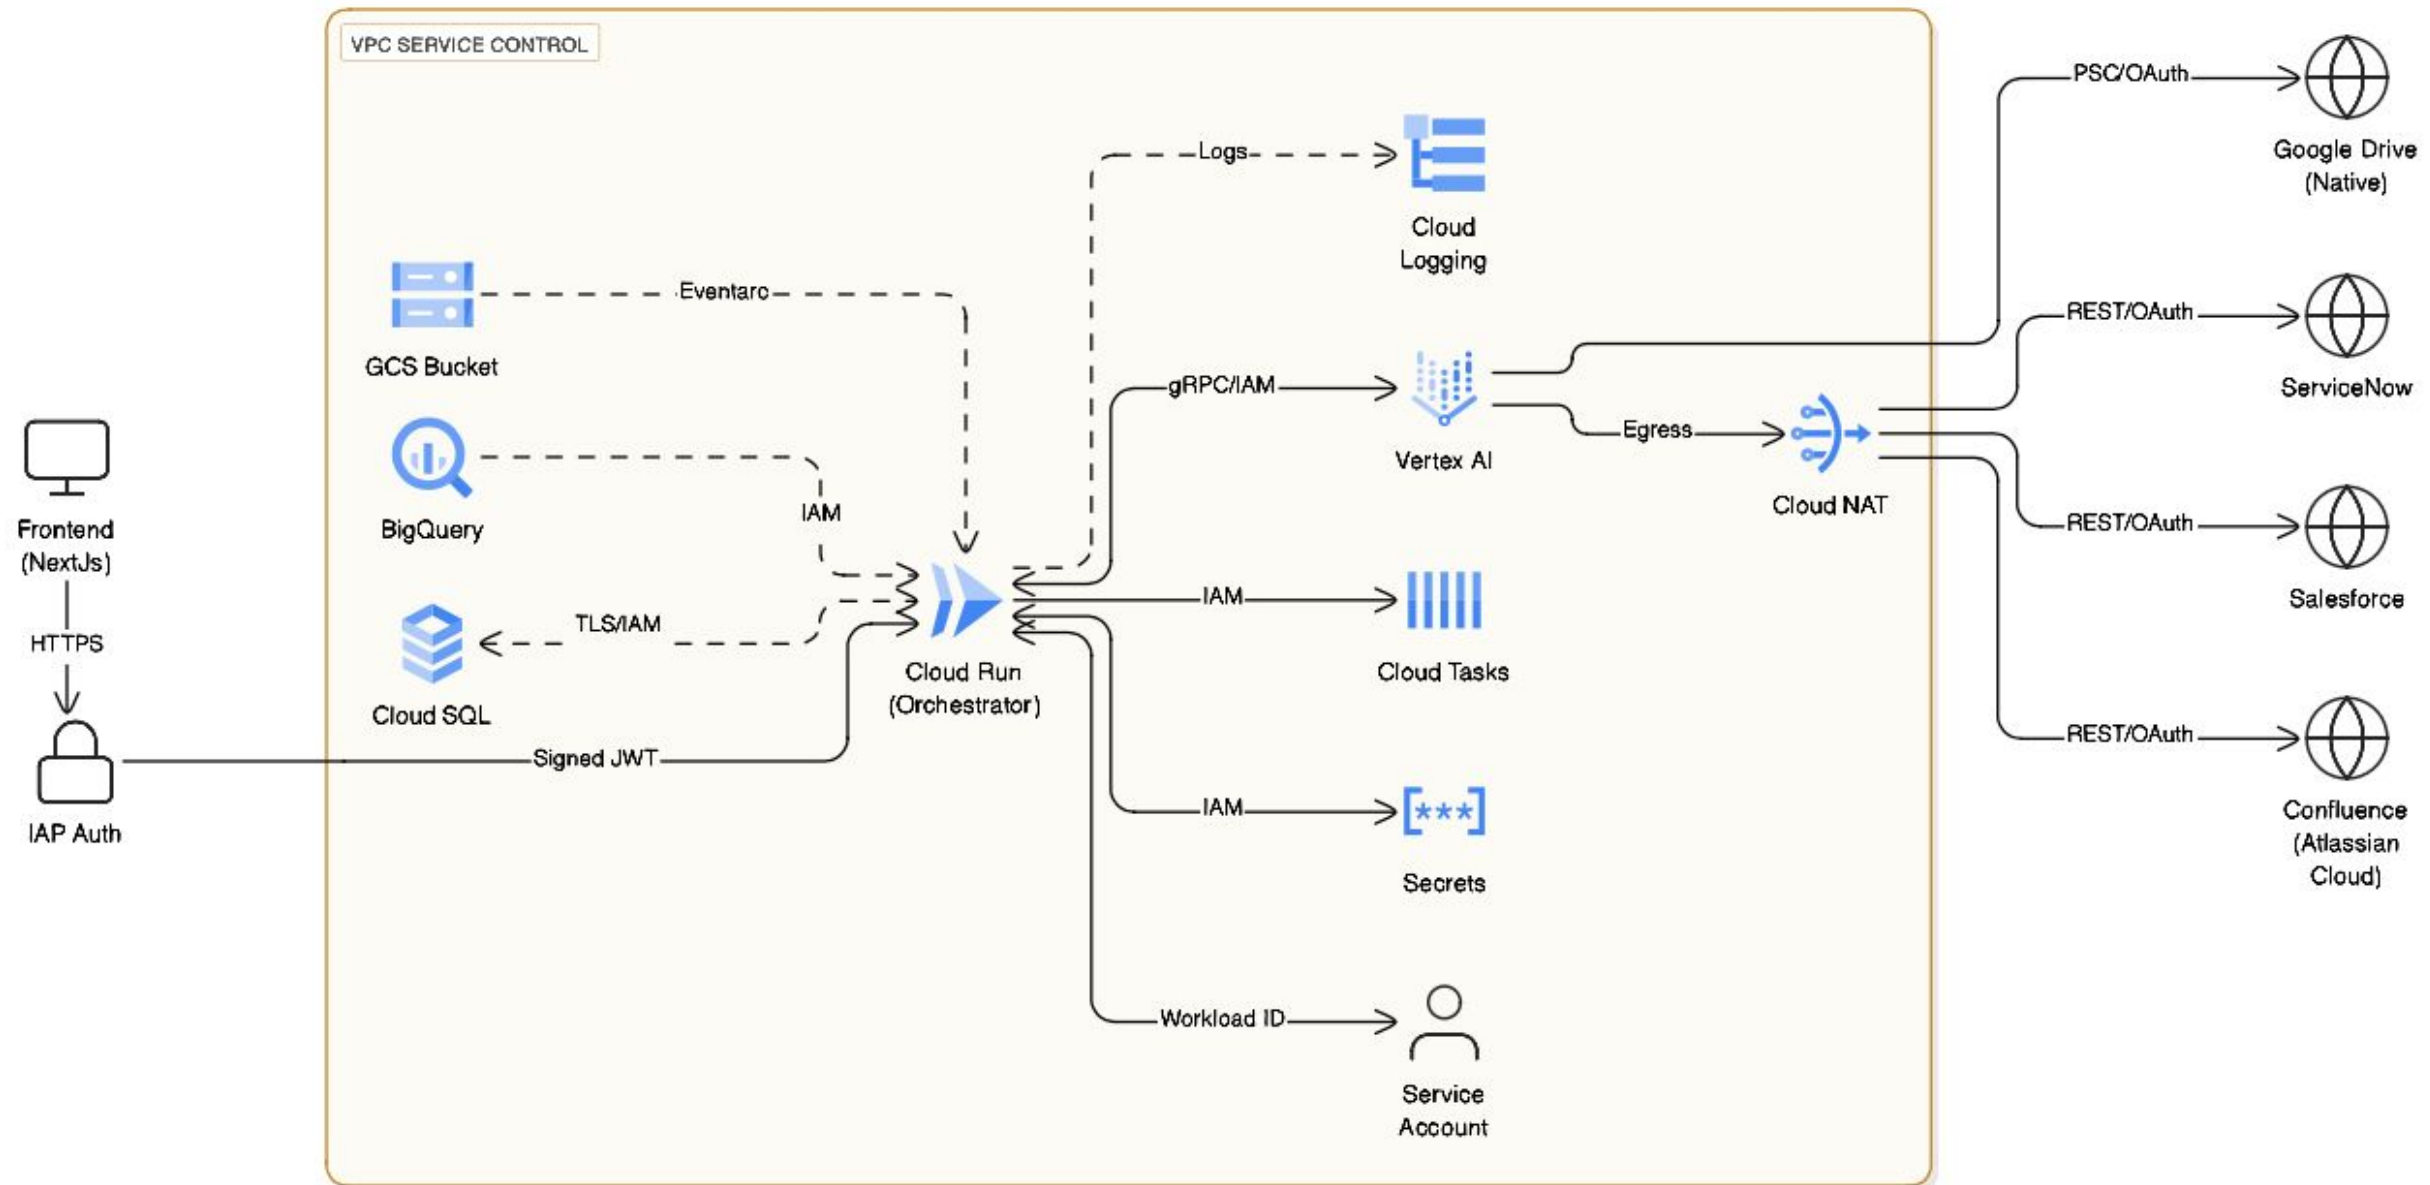 VPC SERVICE CONTROL
PSC/OAuth
Google Drive
(Native)
Logs
Cloud
Logging
Eventarc
GCS Bucket
REST/OAuth
ServiceNow
gRPC/IAM
Vertex AI
Egress
Cloud NAT
BigQuery
IAM
Frontend
(NextJs)
HTTPS
IAP Auth
TLS/IAM
Cloud SQL
Signed JWT
Cloud Run
(Orchestrator)
IAM
Cloud Tasks
REST/OAuth
Salesforce
REST/OAuth
Confluence
(Atlassian
Cloud)
IAM
[***]
Secrets
Workload ID
Service
Account